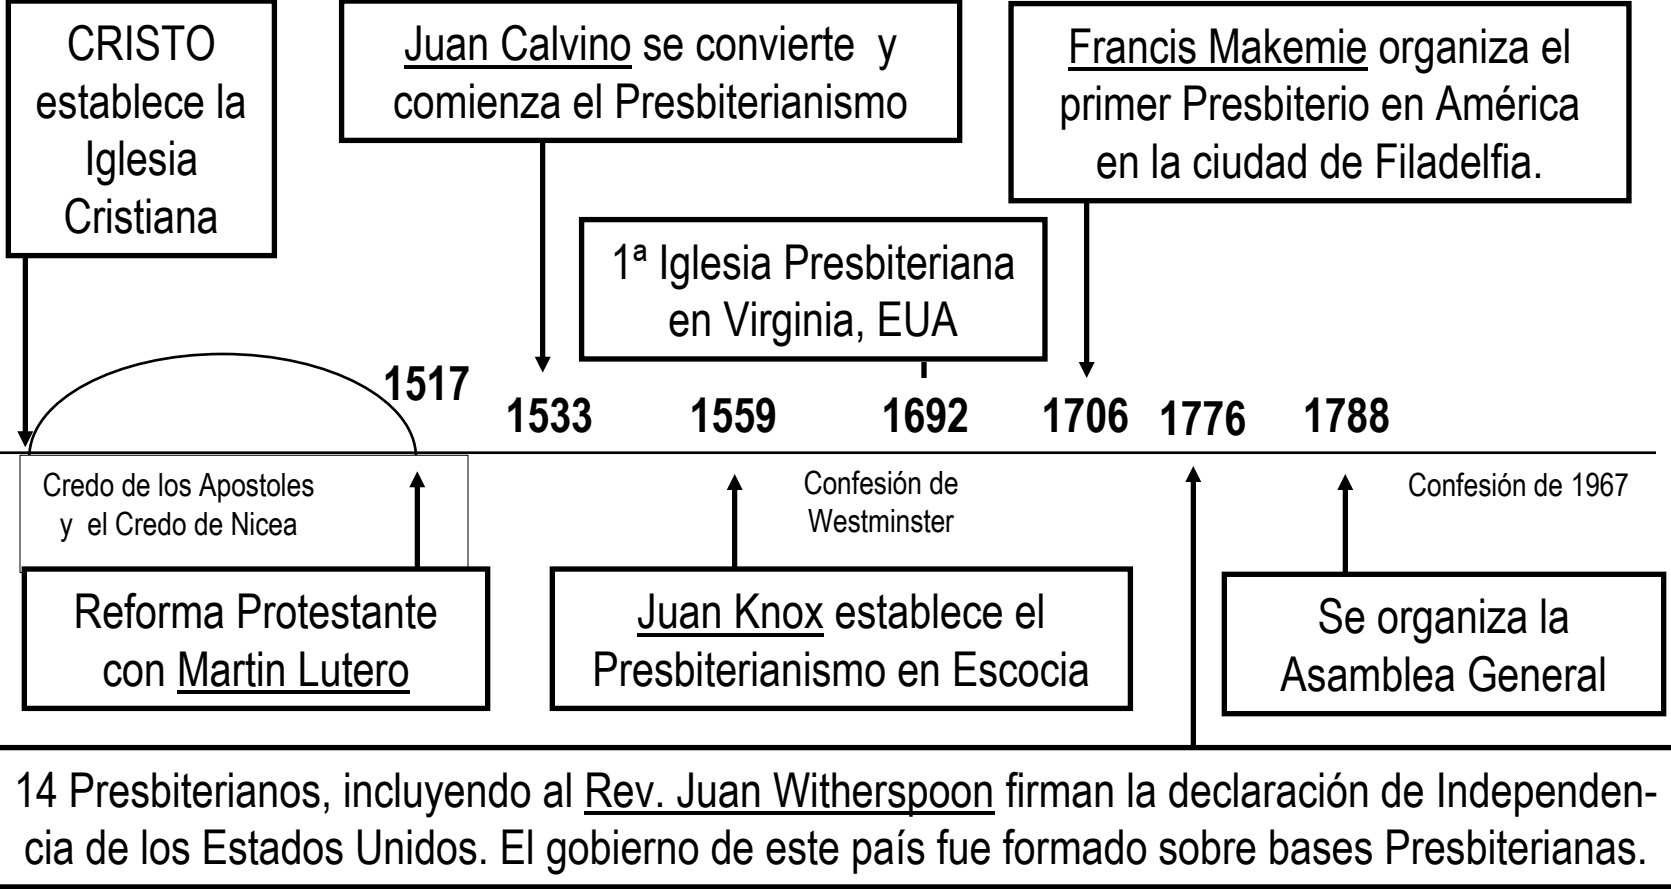 CRISTO
establece la
Iglesia
Cristiana
Juan Calvino se convierte y
comienza el Presbiterianismo
Francis Makemie organiza el
primer Presbiterio en América
en la ciudad de Filadelfia.
1ª Iglesia Presbiteriana
en Virginia, EUA
1517
1533
1559
1692
1706
1776
1788
Credo de los Apostoles
y el Credo de Nicea
Confesión de
Westminster
Confesión de 1967
Reforma Protestante
con Martin Lutero
Juan Knox establece el
Presbiterianismo en Escocia
Se organiza la
Asamblea General
14 Presbiterianos, incluyendo al Rev. Juan Witherspoon firman la declaración de Independen-
cia de los Estados Unidos. El gobierno de este país fue formado sobre bases Presbiterianas.